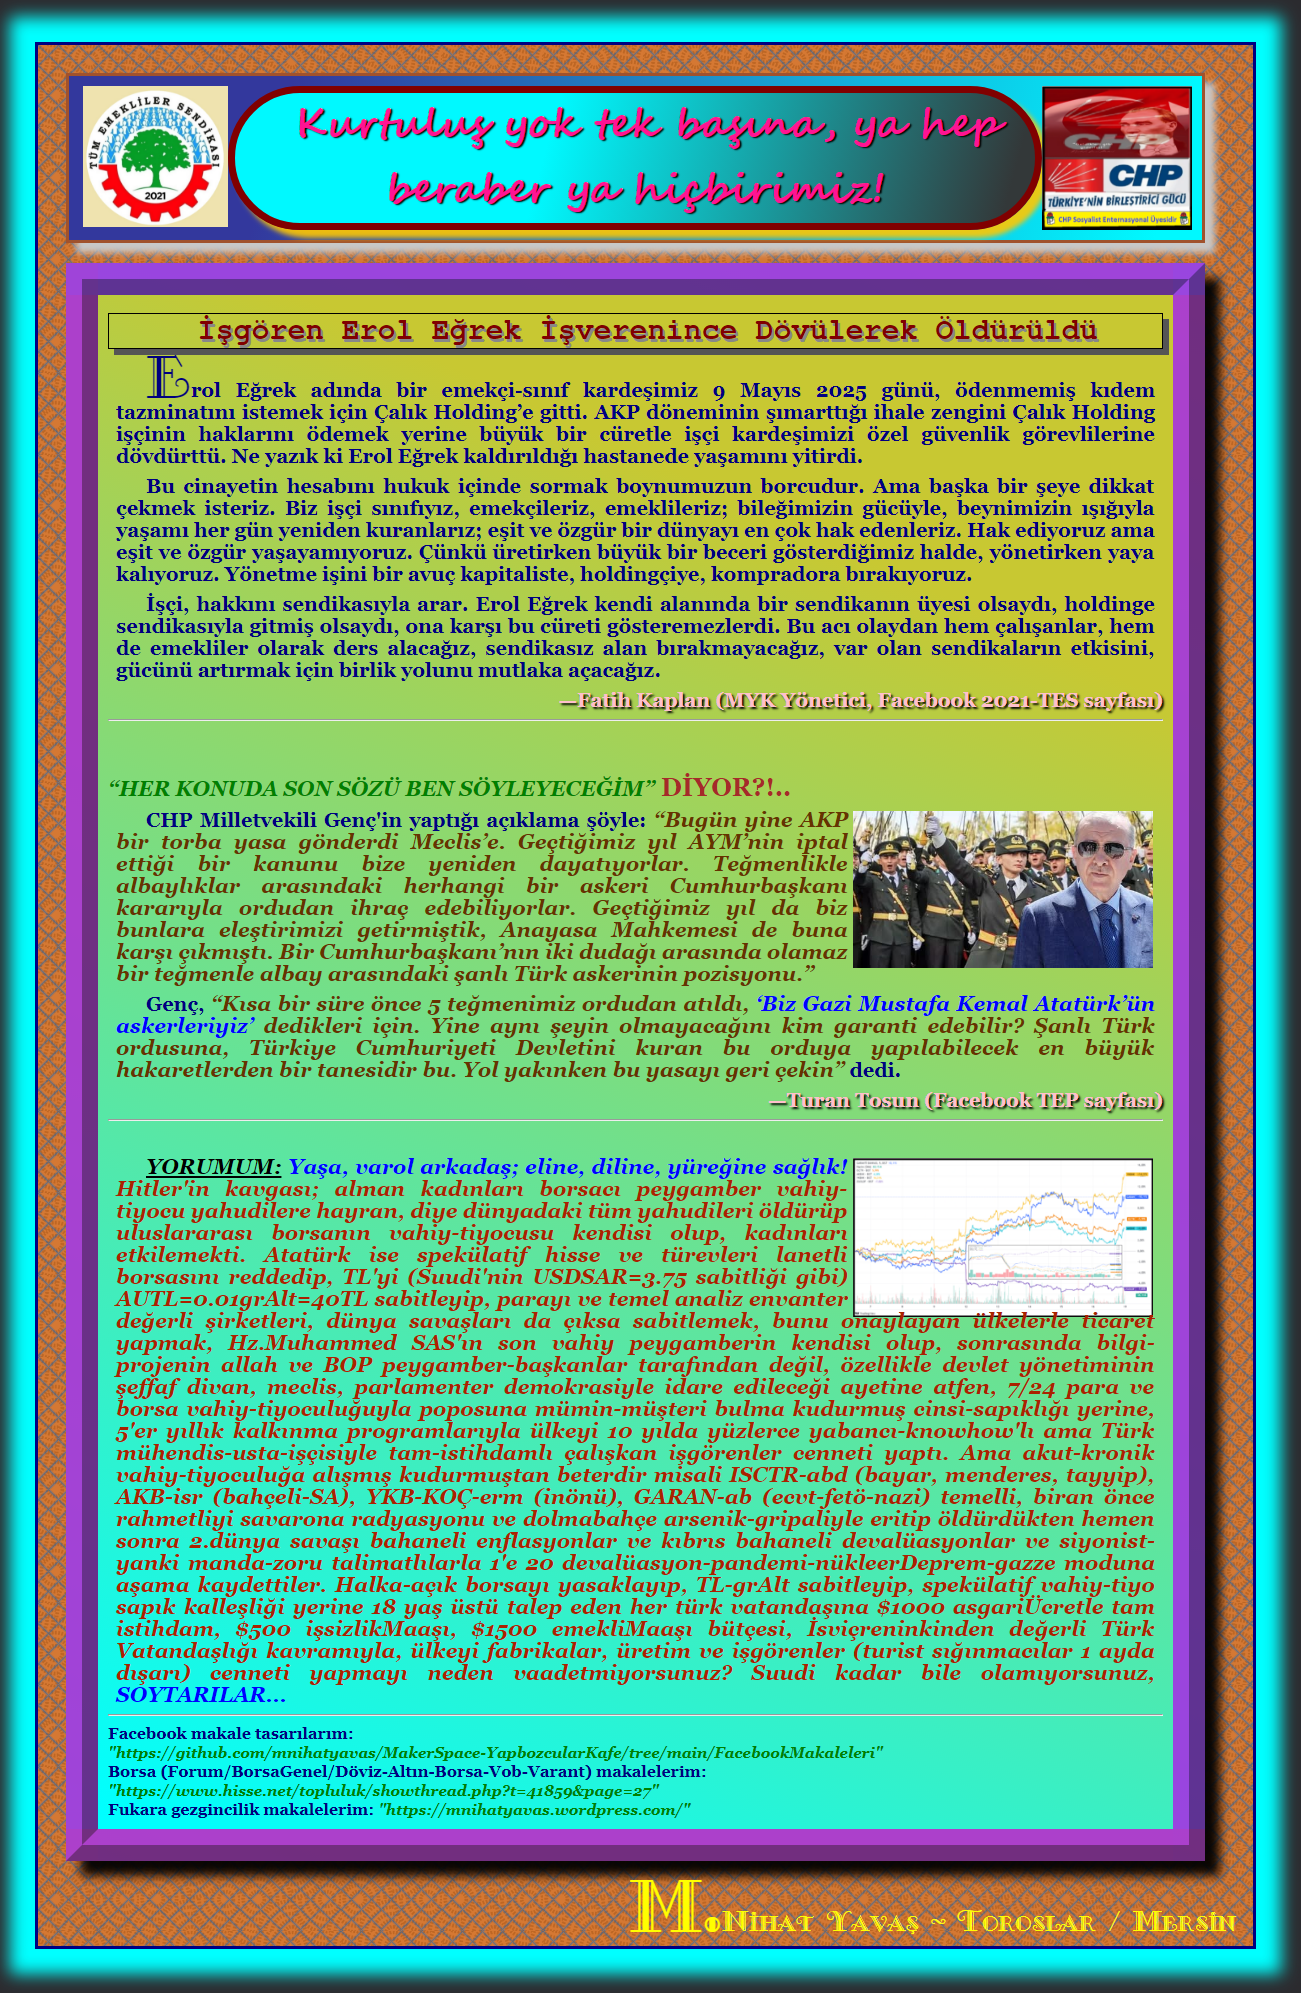 TÜM EMEKLİLER SENDİKASI
2021
Kurtuluş yok tek başına, ya hep
beraber ya hiçbirimiz!
CHP
CHP
TÜRKİYE'NİN BİRLEŞTİRİCİ GÜCÜ
CHP Sosyalist Enternasyonal Üyesidir
İşgören Erol Eğrek İşverenince Dövülerek Öldürüldü
Erol Eğrek adında bir emekçi-sınıf kardeşimiz 9 Mayıs 2025 günü, ödenmemiş kıdem
tazminatını istemek için Çalık Holding’e gitti. AKP döneminin şımarttığı ihale zengini Çalık Holding
işçinin haklarını ödemek yerine büyük bir cüretle işçi kardeşimizi özel güvenlik görevlilerine
dövdürttü. Ne yazık ki Erol Eğrek kaldırıldığı hastanede yaşamını yitirdi.
Bu cinayetin hesabını hukuk içinde sormak boynumuzun borcudur. Ama başka bir şeye dikkat
çekmek isteriz. Biz işçi sınıfıyız, emekçileriz, emeklileriz; bileğimizin gücüyle, beynimizin ışığıyla
yaşamı her gün yeniden kuranlarız; eşit ve özgür bir dünyayı en çok hak edenleriz. Hak ediyoruz ama
eşit ve özgür yaşayamıyoruz. Çünkü üretirken büyük bir beceri gösterdiğimiz halde, yönetirken yaya
kalıyoruz. Yönetme işini bir avuç kapitaliste, holdingçiye, kompradora bırakıyoruz.
İşçi, hakkını sendikasıyla arar. Erol Eğrek kendi alanında bir sendikanın üyesi olsaydı, holdinge
sendikasıyla gitmiş olsaydı, ona karşı bu cüreti gösteremezlerdi. Bu acı olaydan hem çalışanlar, hem
de emekliler olarak ders alacağız, sendikasız alan bırakmayacağız, var olan sendikaların etkisini,
gücünü artırmak için birlik yolunu mutlaka açacağız.
—Fatih Kaplan (MYK Yönetici, Facebook 2021-TES sayfası)
“HER KONUDA SON SÖZÜ BEN SÖYLEYECEĞİM” DİYOR?!..
CHP Milletvekili Genç'in yaptığı açıklama şöyle: “Bugün yine AKP
bir torba yasa gönderdi Meclis’e. Geçtiğimiz yıl AYM’nin iptal
ettiği bir kanunu bize yeniden dayatıyorlar. Teğmenlikle
albaylıklar arasındaki herhangi bir askeri Cumhurbaşkanı
kararıyla ordudan ihraç edebiliyorlar. Geçtiğimiz yıl da biz
bunlara eleştirimizi getirmiştik, Anayasa Mahkemesi de buna
karşı çıkmıştı. Bir Cumhurbaşkanı’nın iki dudağı arasında olamaz
bir teğmenle albay arasındaki şanlı Türk askerinin pozisyonu.”
Genç, “Kısa bir süre önce 5 teğmenimiz ordudan atıldı, ‘Biz Gazi Mustafa Kemal Atatürk’ün
askerleriyiz’ dedikleri için. Yine aynı şeyin olmayacağını kim garanti edebilir? Şanlı Türk
ordusuna, Türkiye Cumhuriyeti Devletini kuran bu orduya yapılabilecek en büyük
hakaretlerden bir tanesidir bu. Yol yakınken bu yasayı geri çekin” dedi.
—Turan Tosun (Facebook TEP sayfası)
YORUMUM: Yaşa, varol arkadaş; eline, diline, yüreğine sağlık!
Hitler'in kavgası; alman kadınları borsacı peygamber vahiy-
tiyocu yahudilere hayran, diye dünyadaki tüm yahudileri öldürüp
uluslararası borsanın vahiy-tiyocusu kendisi olup, kadınları
etkilemekti. Atatürk ise spekülatif hisse ve türevleri lanetli
borsasını reddedip, TL'yi (Suudi'nin USDSAR=3.75 sabitliği gibi)
AUTL=0.01grAlt=40TL sabitleyip, parayı ve temel analiz envanter
değerli şirketleri, dünya savaşları da çıksa sabitlemek, bunu onaylayan ülkelerle ticaret
yapmak, Hz.Muhammed SAS'ın son vahiy peygamberin kendisi olup, sonrasında bilgi-
projenin allah ve BOP peygamber-başkanlar tarafından değil, özellikle devlet yönetiminin
şeffaf divan, meclis, parlamenter demokrasiyle idare edileceği ayetine atfen, 7/24 para ve
borsa vahiy-tiyoculuğuyla poposuna mümin-müşteri bulma kudurmuş cinsi-sapıklığı yerine,
5'er yıllık kalkınma programlarıyla ülkeyi 10 yılda yüzlerce yabancı-knowhow'lı ama Türk
mühendis-usta-işçisiyle tam-istihdamlı çalışkan işgörenler cenneti yaptı. Ama akut-kronik
vahiy-tiyoculuğa alışmış kudurmuştan beterdir misali ISCTR-abd (bayar, menderes, tayyip),
AKB-isr (bahçeli-SA), YKB-KOÇ-erm (inönü), GARAN-ab (ecvt-fetö-nazi) temelli, biran önce
rahmetliyi savarona radyasyonu ve dolmabahçe arsenik-gripaliyle eritip öldürdükten hemen
sonra 2.dünya savaşı bahaneli enflasyonlar ve kıbrıs bahaneli devalüasyonlar ve siyonist-
yanki manda-zoru talimatlılarla 1'e 20 devalüasyon-pandemi-nükleerDeprem-gazze moduna
aşama kaydettiler. Halka-açık borsayı yasaklayıp, TL-grAlt sabitleyip, spekülatif vahiy-tiyo
sapık kalleşliği yerine 18 yaş üstü talep eden her türk vatandaşına $1000 asgariÜcretle tam
istihdam, $500 işsizlikMaaşı, $1500 emekliMaaşı bütçesi, İsviçreninkinden değerli Türk
Vatandaşlığı kavramıyla, ülkeyi fabrikalar, üretim ve işgörenler (turist sığınmacılar 1 ayda
dışarı) cenneti yapmayı neden vaadetmiyorsunuz? Suudi kadar bile olamıyorsunuz,
SOYTARILAR...
Facebook makale tasarılarım:
"https://github.com/mnihatyavas/MakerSpace-YapbozcularKafe/tree/main/FacebookMakaleleri"
Borsa (Forum/BorsaGenel/Döviz-Altın-Borsa-Vob-Varant) makalelerim:
"https://www.hisse.net/topluluk/showthread.php?t=41859&page=27"
Fukara gezgincilik makalelerim: "https://mnihatyavas.wordpress.com/"
M.Nihat Yavaş ~ Toroslar / Mersin